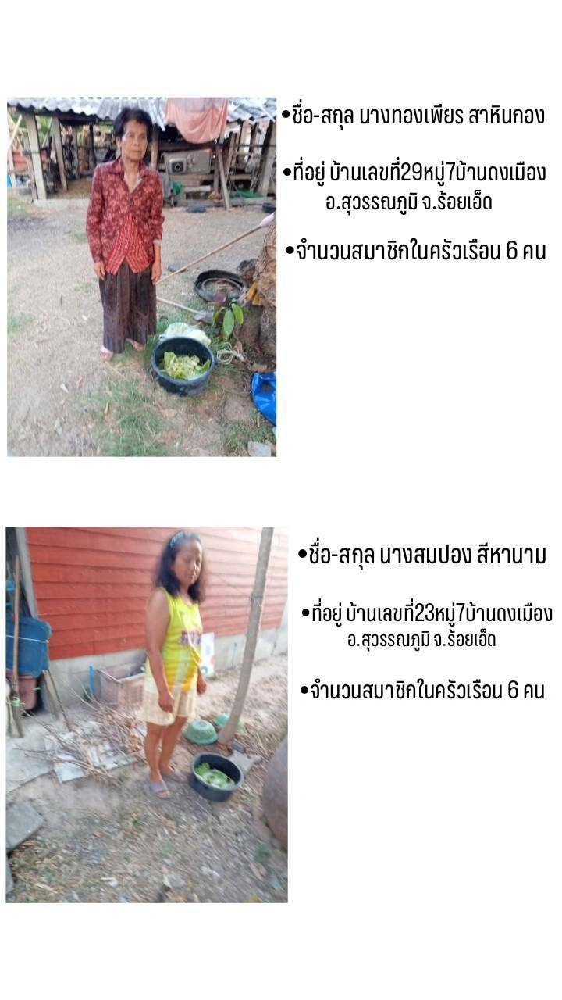 •ชื่อ-สกุล นางทองเพียร สาหินกอง
•ที่อยู่ บ้านเลขที่29หมู่7บ้านดงเมือง
อ.สุวรรณภูมิ จ.ร้อยเอ็ด
•จำนวนสมาชิกในครัวเรือน 6 คน
•ชื่อ-สกุล นางสมปอง สีหานาม
•ที่อยู่ บ้านเลขที่23หมู่7บ้านดงเมือง
อ.สุวรรณภูมิ จ.ร้อยเอ็ด
•จำนวนสมาชิกในครัวเรือน 6 คน